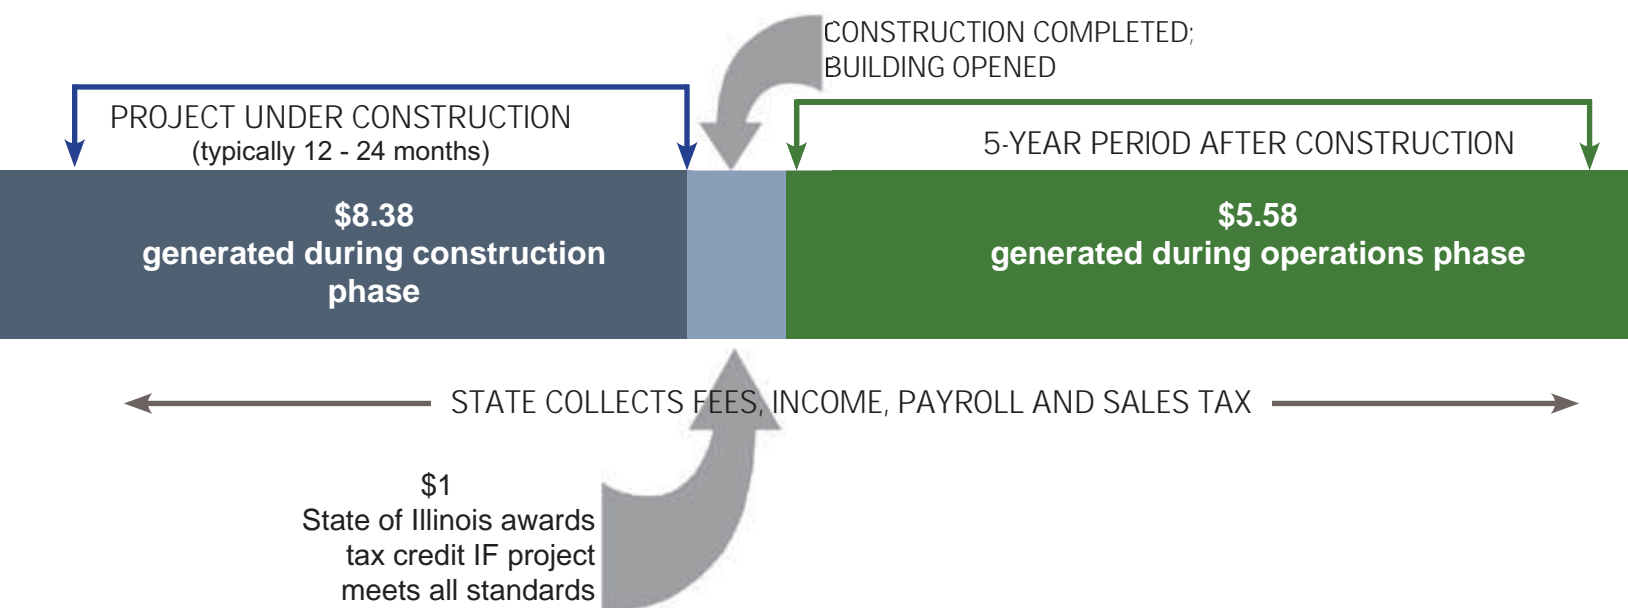 CONSTRUCTION COMPLETED;
BUILDING OPENED
PROJECT UNDER CONSTRUCTION
(typically 12 - 24 months)
5-YEAR PERIOD AFTER CONSTRUCTION
$8.38
generated during construction
phase
$5.58
generated during operations phase
STATE COLLECTS FEES, INCOME, PAYROLL AND SALES TAX
$1
State of Illinois awards
tax credit IF project
meets all standards